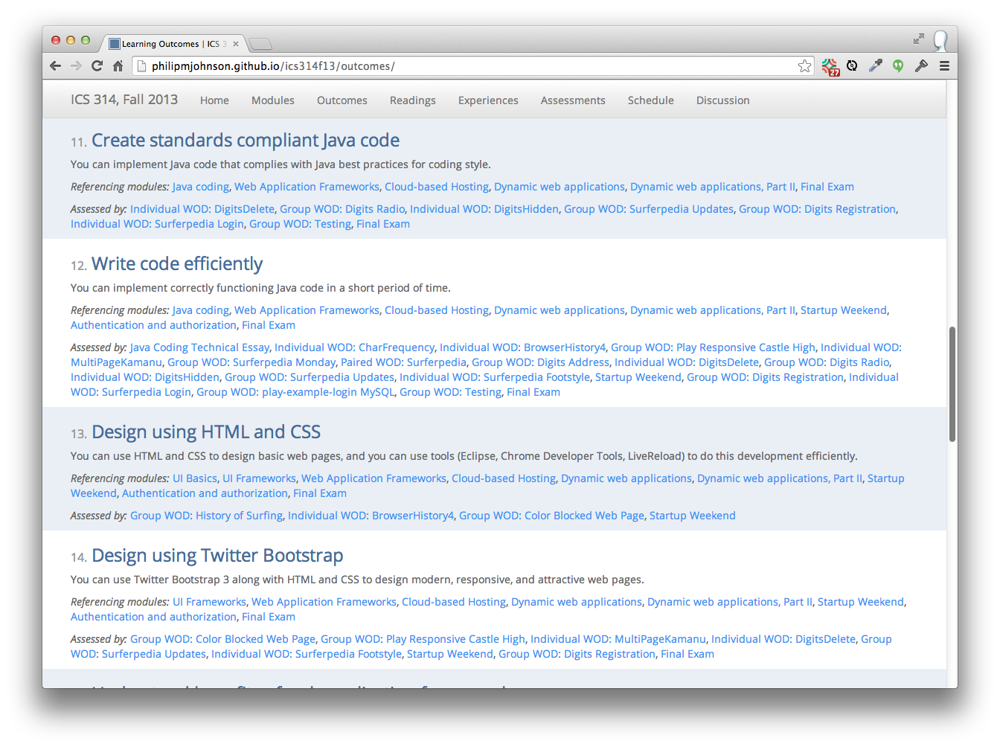 Learning Outcomes | ICS 3
philipmjohnson.github.io/ics314f13/outcomes/
27
ICS 314, Fall 2013 Home Modules Outcomes Readings Experiences Assessments Schedule Discussion
11. Create standards compliant Java code
You can implement Java code that complies with Java best practices for coding style.
Referencing modules: Java coding, Web Application Frameworks, Cloud-based Hosting, Dynamic web applications, Dynamic web applications, Part II, Final Exam
Assessed by: Individual WOD: DigitsDelete, Group WOD: Digits Radio, Individual WOD: DigitsHidden, Group WOD: Surferpedia Updates, Group WOD: Digits Registration,
Individual WOD: Surferpedia Login, Group WOD: Testing, Final Exam
12. Write code efficiently
You can implement correctly functioning Java code in a short period of time.
Referencing modules: Java coding, Web Application Frameworks, Cloud-based Hosting, Dynamic web applications, Dynamic web applications, Part II, Startup Weekend,
Authentication and authorization, Final Exam
Assessed by: Java Coding Technical Essay, Individual WOD: CharFrequency, Individual WOD: BrowserHistory4, Group WOD: Play Responsive Castle High, Individual WOD:
MultiPageKamanu, Group WOD: Surferpedia Monday, Paired WOD: Surferpedia, Group WOD: Digits Address, Individual WOD: DigitsDelete, Group WOD: Digits Radio,
Individual WOD: DigitsHidden, Group WOD: Surferpedia Updates, Individual WOD: Surferpedia Footstyle, Startup Weekend, Group WOD: Digits Registration, Individual
WOD: Surferpedia Login, Group WOD: play-example-login MySQL, Group WOD: Testing, Final Exam
13. Design using HTML and CSS
You can use HTML and CSS to design basic web pages, and you can use tools (Eclipse, Chrome Developer Tools, LiveReload) to do this development efficiently.
Referencing modules: UI Basics, UI Frameworks, Web Application Frameworks, Cloud-based Hosting, Dynamic web applications, Dynamic web applications, Part II, Startup
Weekend, Authentication and authorization, Final Exam
Assessed by: Group WOD: History of Surfing, Individual WOD: BrowserHistory4, Group WOD: Color Blocked Web Page, Startup Weekend
14. Design using Twitter Bootstrap
You can use Twitter Bootstrap 3 along with HTML and CSS to design modern, responsive, and attractive web pages.
Referencing modules: UI Frameworks, Web Application Frameworks, Cloud-based Hosting, Dynamic web applications, Dynamic web applications, Part II, Startup Weekend,
Authentication and authorization, Final Exam
Assessed by: Group WOD: Color Blocked Web Page, Group WOD: Play Responsive Castle High, Individual WOD: MultiPageKamanu, Individual WOD: DigitsDelete, Group
WOD: Surferpedia Updates, Individual WOD: Surferpedia Footstyle, Startup Weekend, Group WOD: Digits Registration, Final Exam